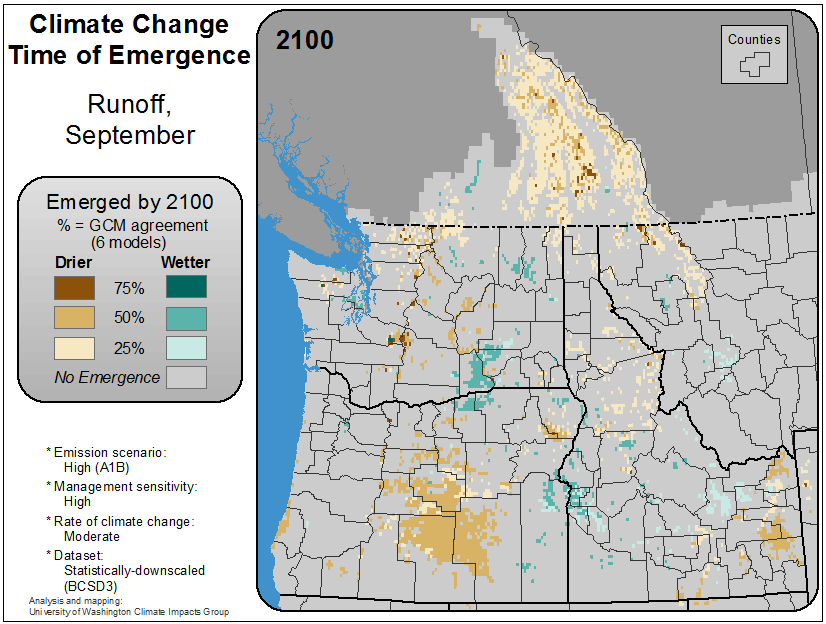 Climate Change
Time of Emergence
Runoff,
September
Emerged by 2100
% = GCM agreement
(6 models)
Drier Wetter
75%
50%
25%
No Emergence
* Emission scenario:
High (A1B)
* Management sensitivity:
High
* Rate of climate change:
Moderate
* Dataset:
Statistically-downscaled
(BCSD3)
Analysis and mapping:
University of Washington Climate Impacts Group
2100
Counties